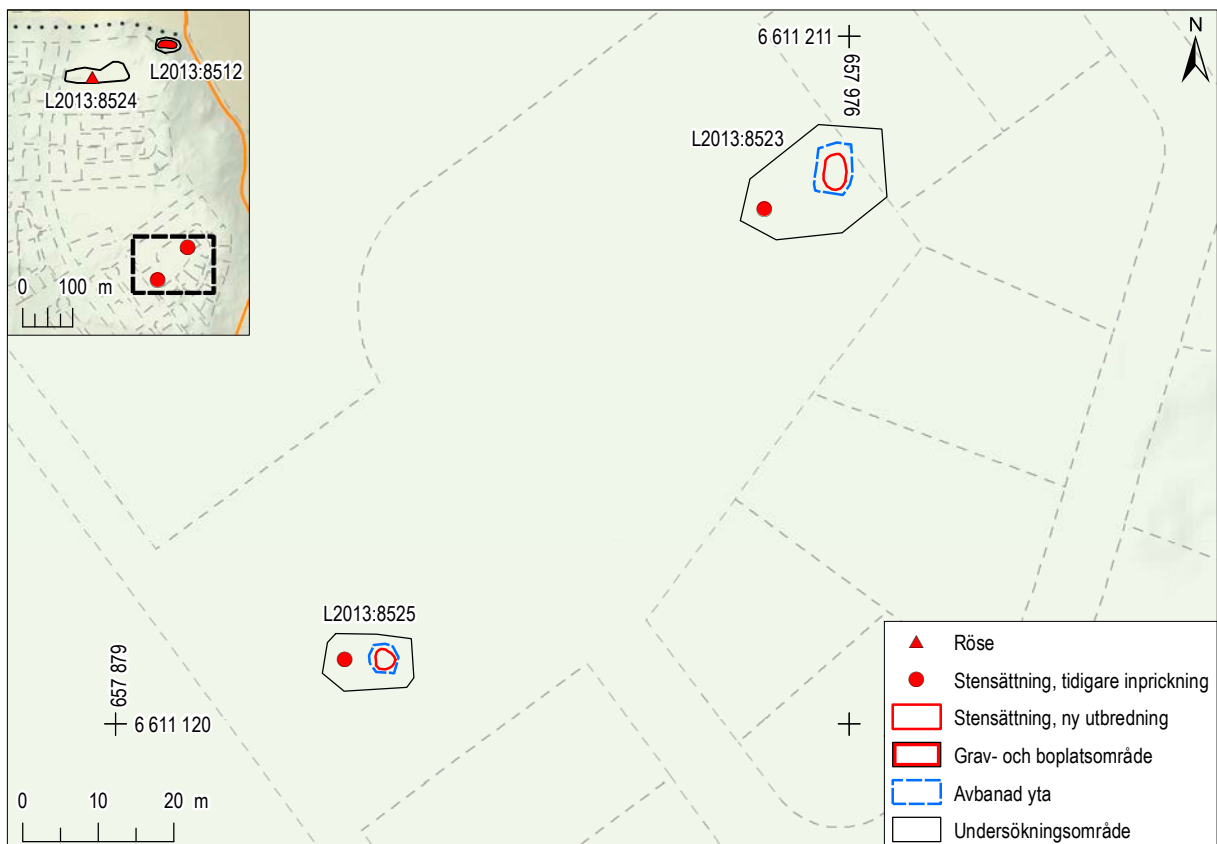 L2013:8512
L2013:8524
0 100 m
6 611 211
657 976
N
L2013:8523
L2013:8525
657 879
6 611 120
0 10 20 m
Röse
Stensättning, tidigare inprickning
Stensättning, ny utbredning
Grav- och boplatsområde
Avbanad yta
Undersökningsområde